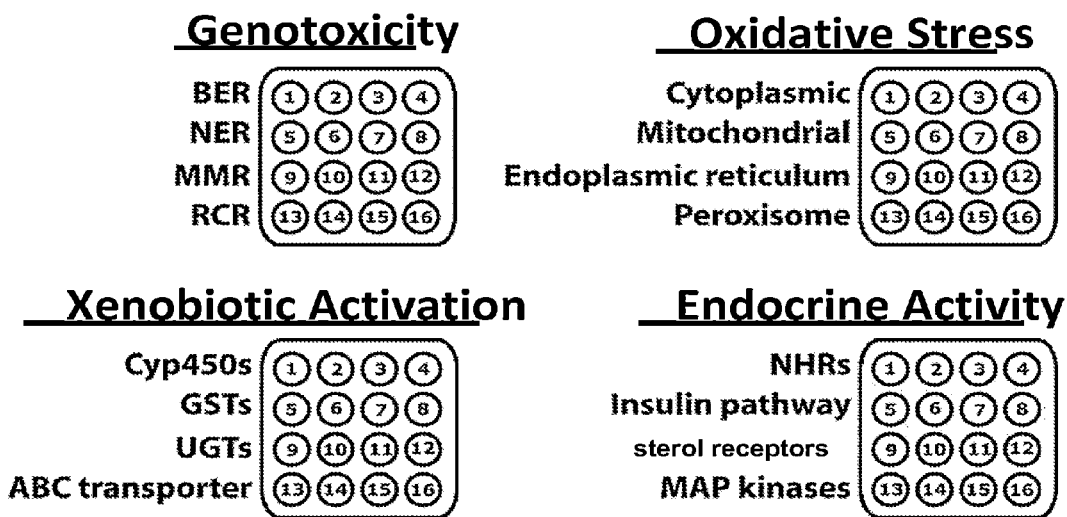 Genotoxicity
BER 1 2 3 4
NER 5 6 7 8
MMR 9 10 11 12
RCR 13 14 15 16
Oxidative Stress
Cytoplasmic 1 2 3 4
Mitochondrial 5 6 7 8
Endoplasmic reticulum 9 10 11 12
Peroxisome 13 14 15 16
Xenobiotic Activation
Cyp450s 1 2 3 4
GSTs 5 6 7 8
UGTs 9 10 11 12
ABC transporter 13 14 15 16
Endocrine Activity
NHRs 1 2 3 4
Insulin pathway 5 6 7 8
sterol receptors 9 10 11 12
MAP kinases 13 14 15 16